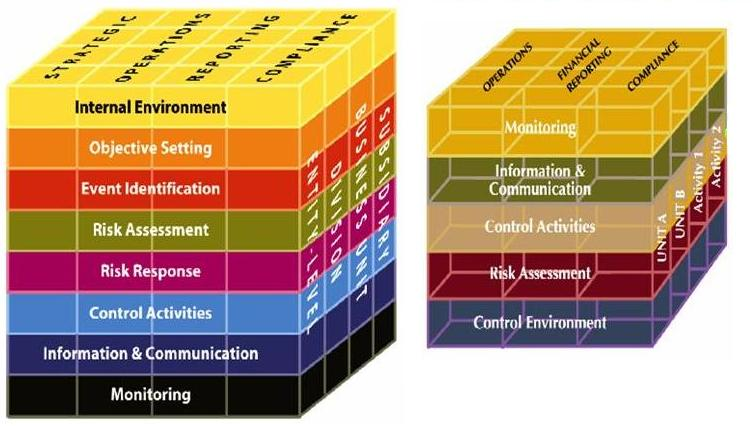 STRATEGIC
OPERATIONS
REPORTING
COMPLIANCE
Internal Environment
Objective Setting
Event Identification
Risk Assessment
Risk Response
Control Activities
Information & Communication
Monitoring
ENTITY-LEVEL
DIVISION
BUSINESS UNIT
SUBSIDIARY
OPERATIONS
FINANCIAL
REPORTING
COMPLIANCE
Monitoring
Information &
Communication
Control Activities
Risk Assessment
Control Environment
UNIT A
UNIT B
Activity 1
Activity 2